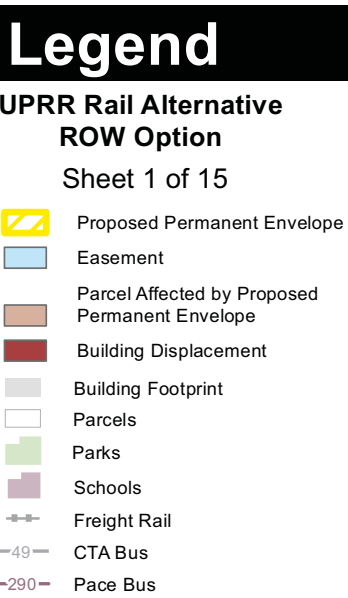 Legend
UPRR Rail Alternative
ROW Option
Sheet 1 of 15
Proposed Permanent Envelope
Easement
Parcel Affected by Proposed
Permanent Envelope
Building Displacement
Building Footprint
Parcels
Parks
Schools
Freight Rail
49 CTA Bus
290 Pace Bus